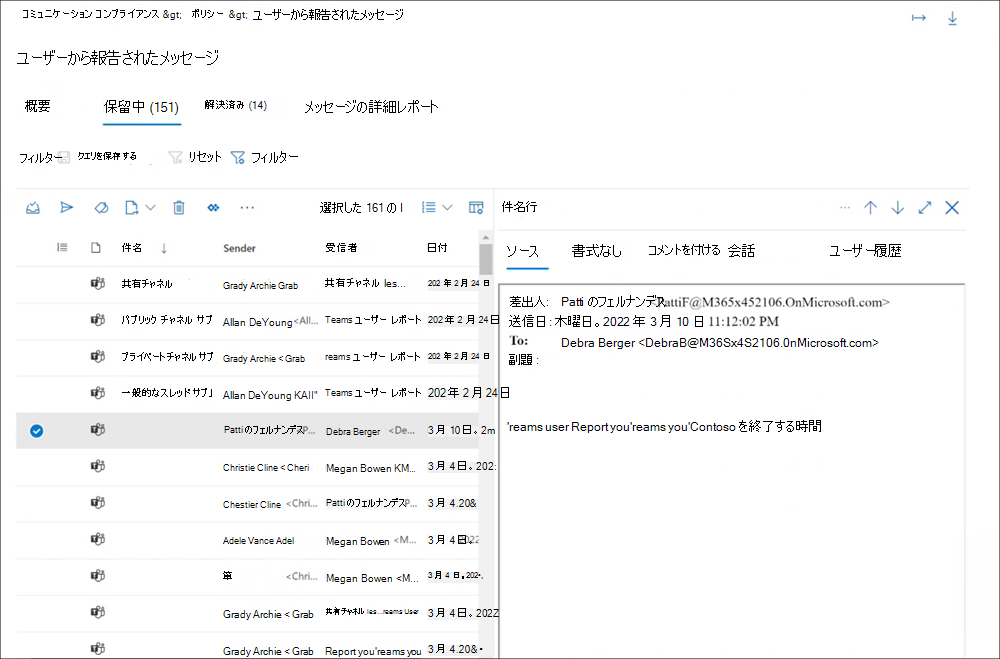 コミュニケーション コンプライアンス &gt; ポリシー &gt; ユーザーから報告されたメッセージ
ユーザーから報告されたメッセージ
概要 保留中 (151) 解決済み (14) メッセージの詳細レポート
フィルター クエリを保存する リセット フィルター
選択した 161の I
件名 ↓ Sender 受信者 日付
共有チャネル Grady Archie Grab 共有チャネル les... 202 年 2月 24 日
パブリック チャネル サブ Allan DeYoung <All... Teams ユーザー レポート 202 年 2月 24日
プライベートチャネル サブ Grady Archie < Grab reams ユーザー レポート 202 年 2月 24 日
一般的なスレッド サブ」 Allan DeYoung KAII" Teams ユーザー レポート 202 年 2月 24日
Patti のフェルナンデスP... Debra Berger <De... 3月 10日。2m
Christie Cline < Cheri Megan Bowen KM... 3月 4日。202:
Chestier Cline <Chri... Patti のフェルナンデスP... 3月 4.20&
Adele Vance Adel Megan Bowen <M... 3月 4日
<Chri... Megan Bowen <M... 3月 4日。202•.
Grady Archie < Grab 共有チャネル les...reams User 3月 4日。202Z
Grady Archie < Grab Report you'reams you 3月 4.20&•
件名行
ソース 書式なし コメントを付ける 会話 ユーザー履歴
差出人: Patti のフェルナンデスPattiF@M365x452106.OnMicrosoft.com>
送信日: 木曜日。2022 年 3月 10日 11:12:02 PM
To: Debra Berger <DebraB@M36Sx4S2106.0nMicrosoft.com>
副題 :
'reams user Report you'reams you'Contoso を終了する時間